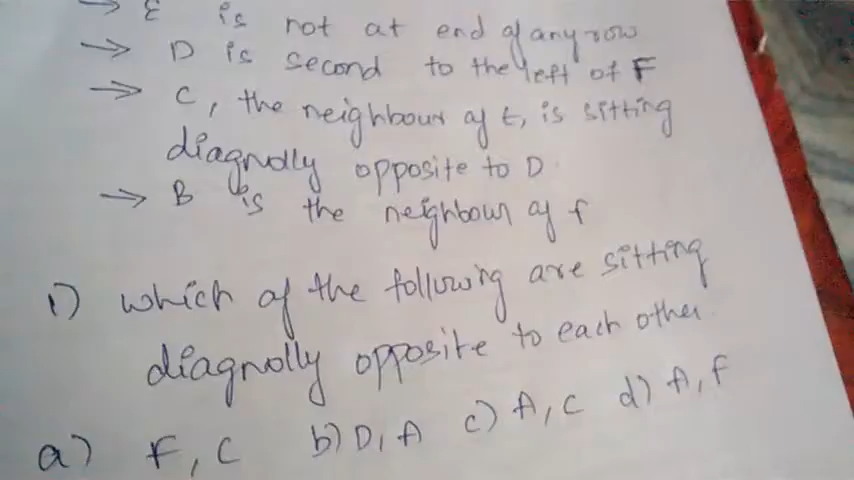 → E is not at end of any row
→ D is second to the left of F
→ C, the neighbour of E, is sitting
diagnolly opposite to D.
→ B is the neighbour of f
1) which of the following are sitting
diagnolly opposite to each other.
a) F, C b) D, A c) A, C d) A, F